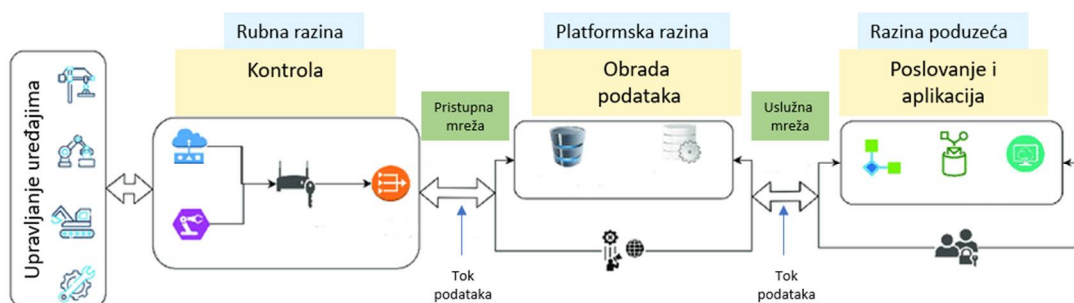 Rubna razina
Kontrola
Platformska razina
Obrada
podataka
Razina poduzeća
Poslovanje i
aplikacija
Pristupna
mreža
Uslužna
mreža
Upravljanje uređajima
Tok
podataka
Tok
podataka